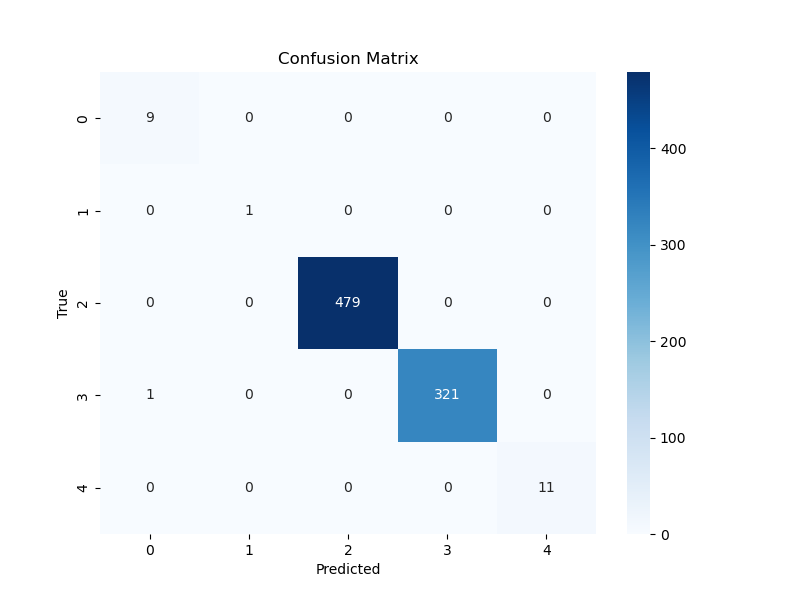 Confusion Matrix
0 9 0 0 0 0
1 0 1 0 0 0
2 0 0 479 0 0
3 1 0 0 321 0
4 0 0 0 0 11
0 1 2 3 4
Predicted
True
400
300
200
100
0